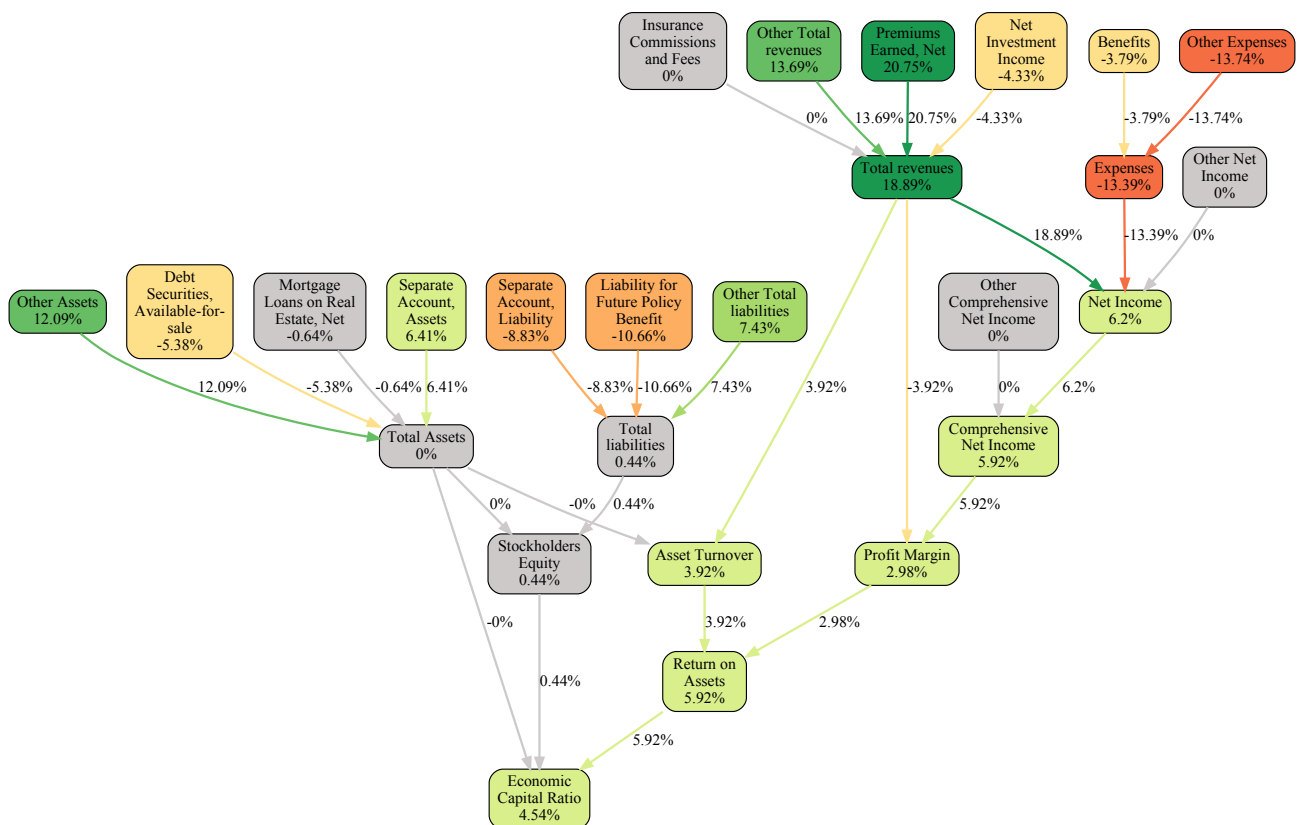 Insurance
Commissions
and Fees
0%
Other Total
revenues
13.69%
Premiums
Earned, Net
20.75%
Net
Investment
Income
-4.33%
Benefits
-3.79%
Other Expenses
-13.74%
0%
13.69%
20.75%
-4.33%
-3.79%
-13.74%
Total revenues
18.89%
Expenses
-13.39%
Other Net
Income
0%
18.89%
-13.39%
0%
Other Assets
12.09%
Debt
Securities,
Available-for-
sale
-5.38%
Mortgage
Loans on Real
Estate, Net
-0.64%
Separate
Account,
Assets
6.41%
Separate
Account,
Liability
-8.83%
Liability for
Future Policy
Benefit
-10.66%
Other Total
liabilities
7.43%
Other
Comprehensive
Net Income
0%
Net Income
6.2%
12.09%
-5.38%
-0.64%
6.41%
-8.83%
-10.66%
7.43%
3.92%
-3.92%
0%
6.2%
Total Assets
0%
Total
liabilities
0.44%
Comprehensive
Net Income
5.92%
0%
-0%
0.44%
5.92%
Stockholders
Equity
0.44%
Asset Turnover
3.92%
Profit Margin
2.98%
-0%
3.92%
2.98%
0.44%
Return on
Assets
5.92%
5.92%
Economic
Capital Ratio
4.54%